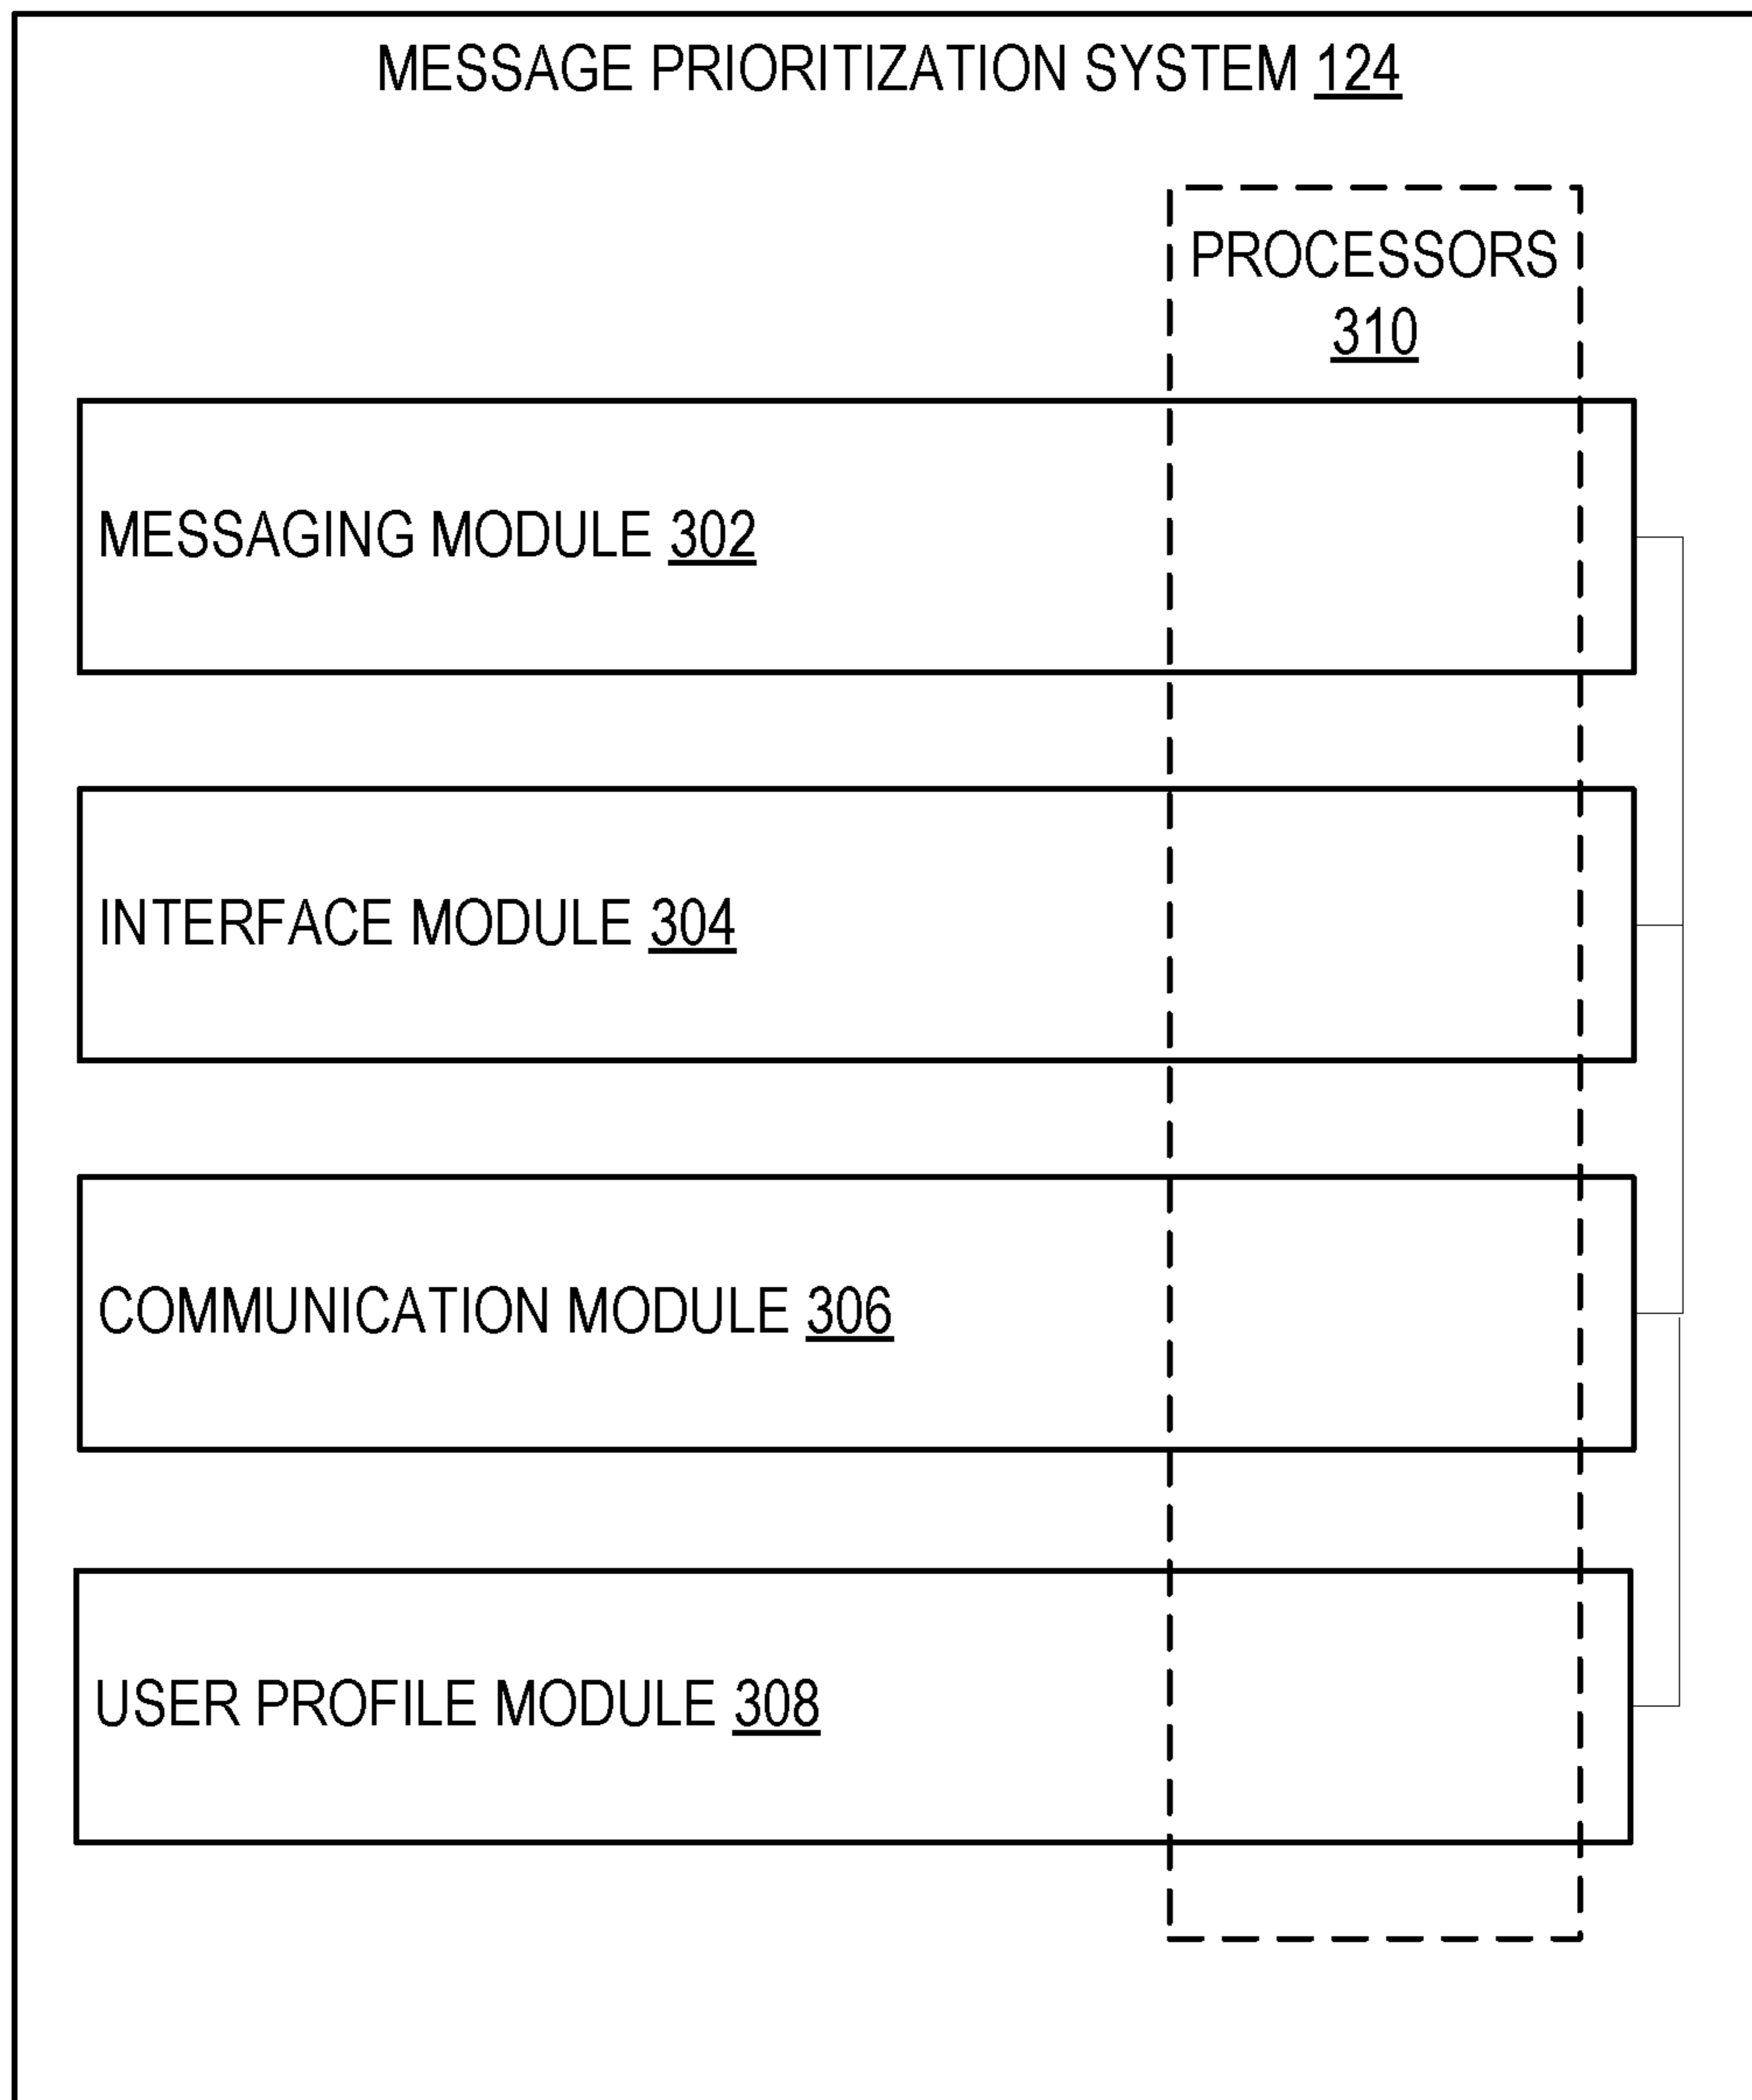 MESSAGE PRIORITIZATION SYSTEM 124
PROCESSORS
310
MESSAGING MODULE 302
INTERFACE MODULE 304
COMMUNICATION MODULE 306
USER PROFILE MODULE 308